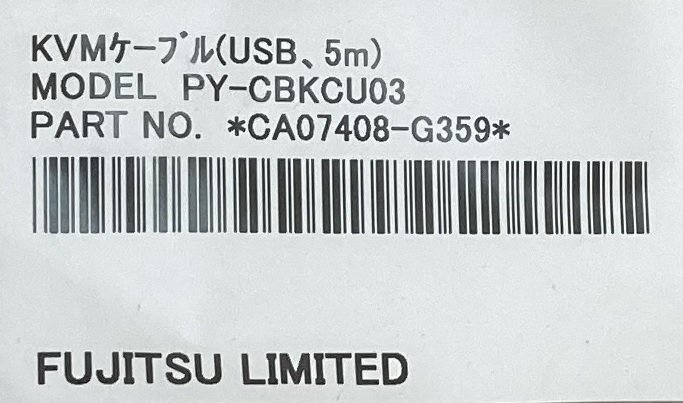 KVMｹｰﾌﾞﾙ(USB、5m)
MODEL PY-CBKCU03
PART NO. *CA07408-G359*
FUJITSU LIMITED